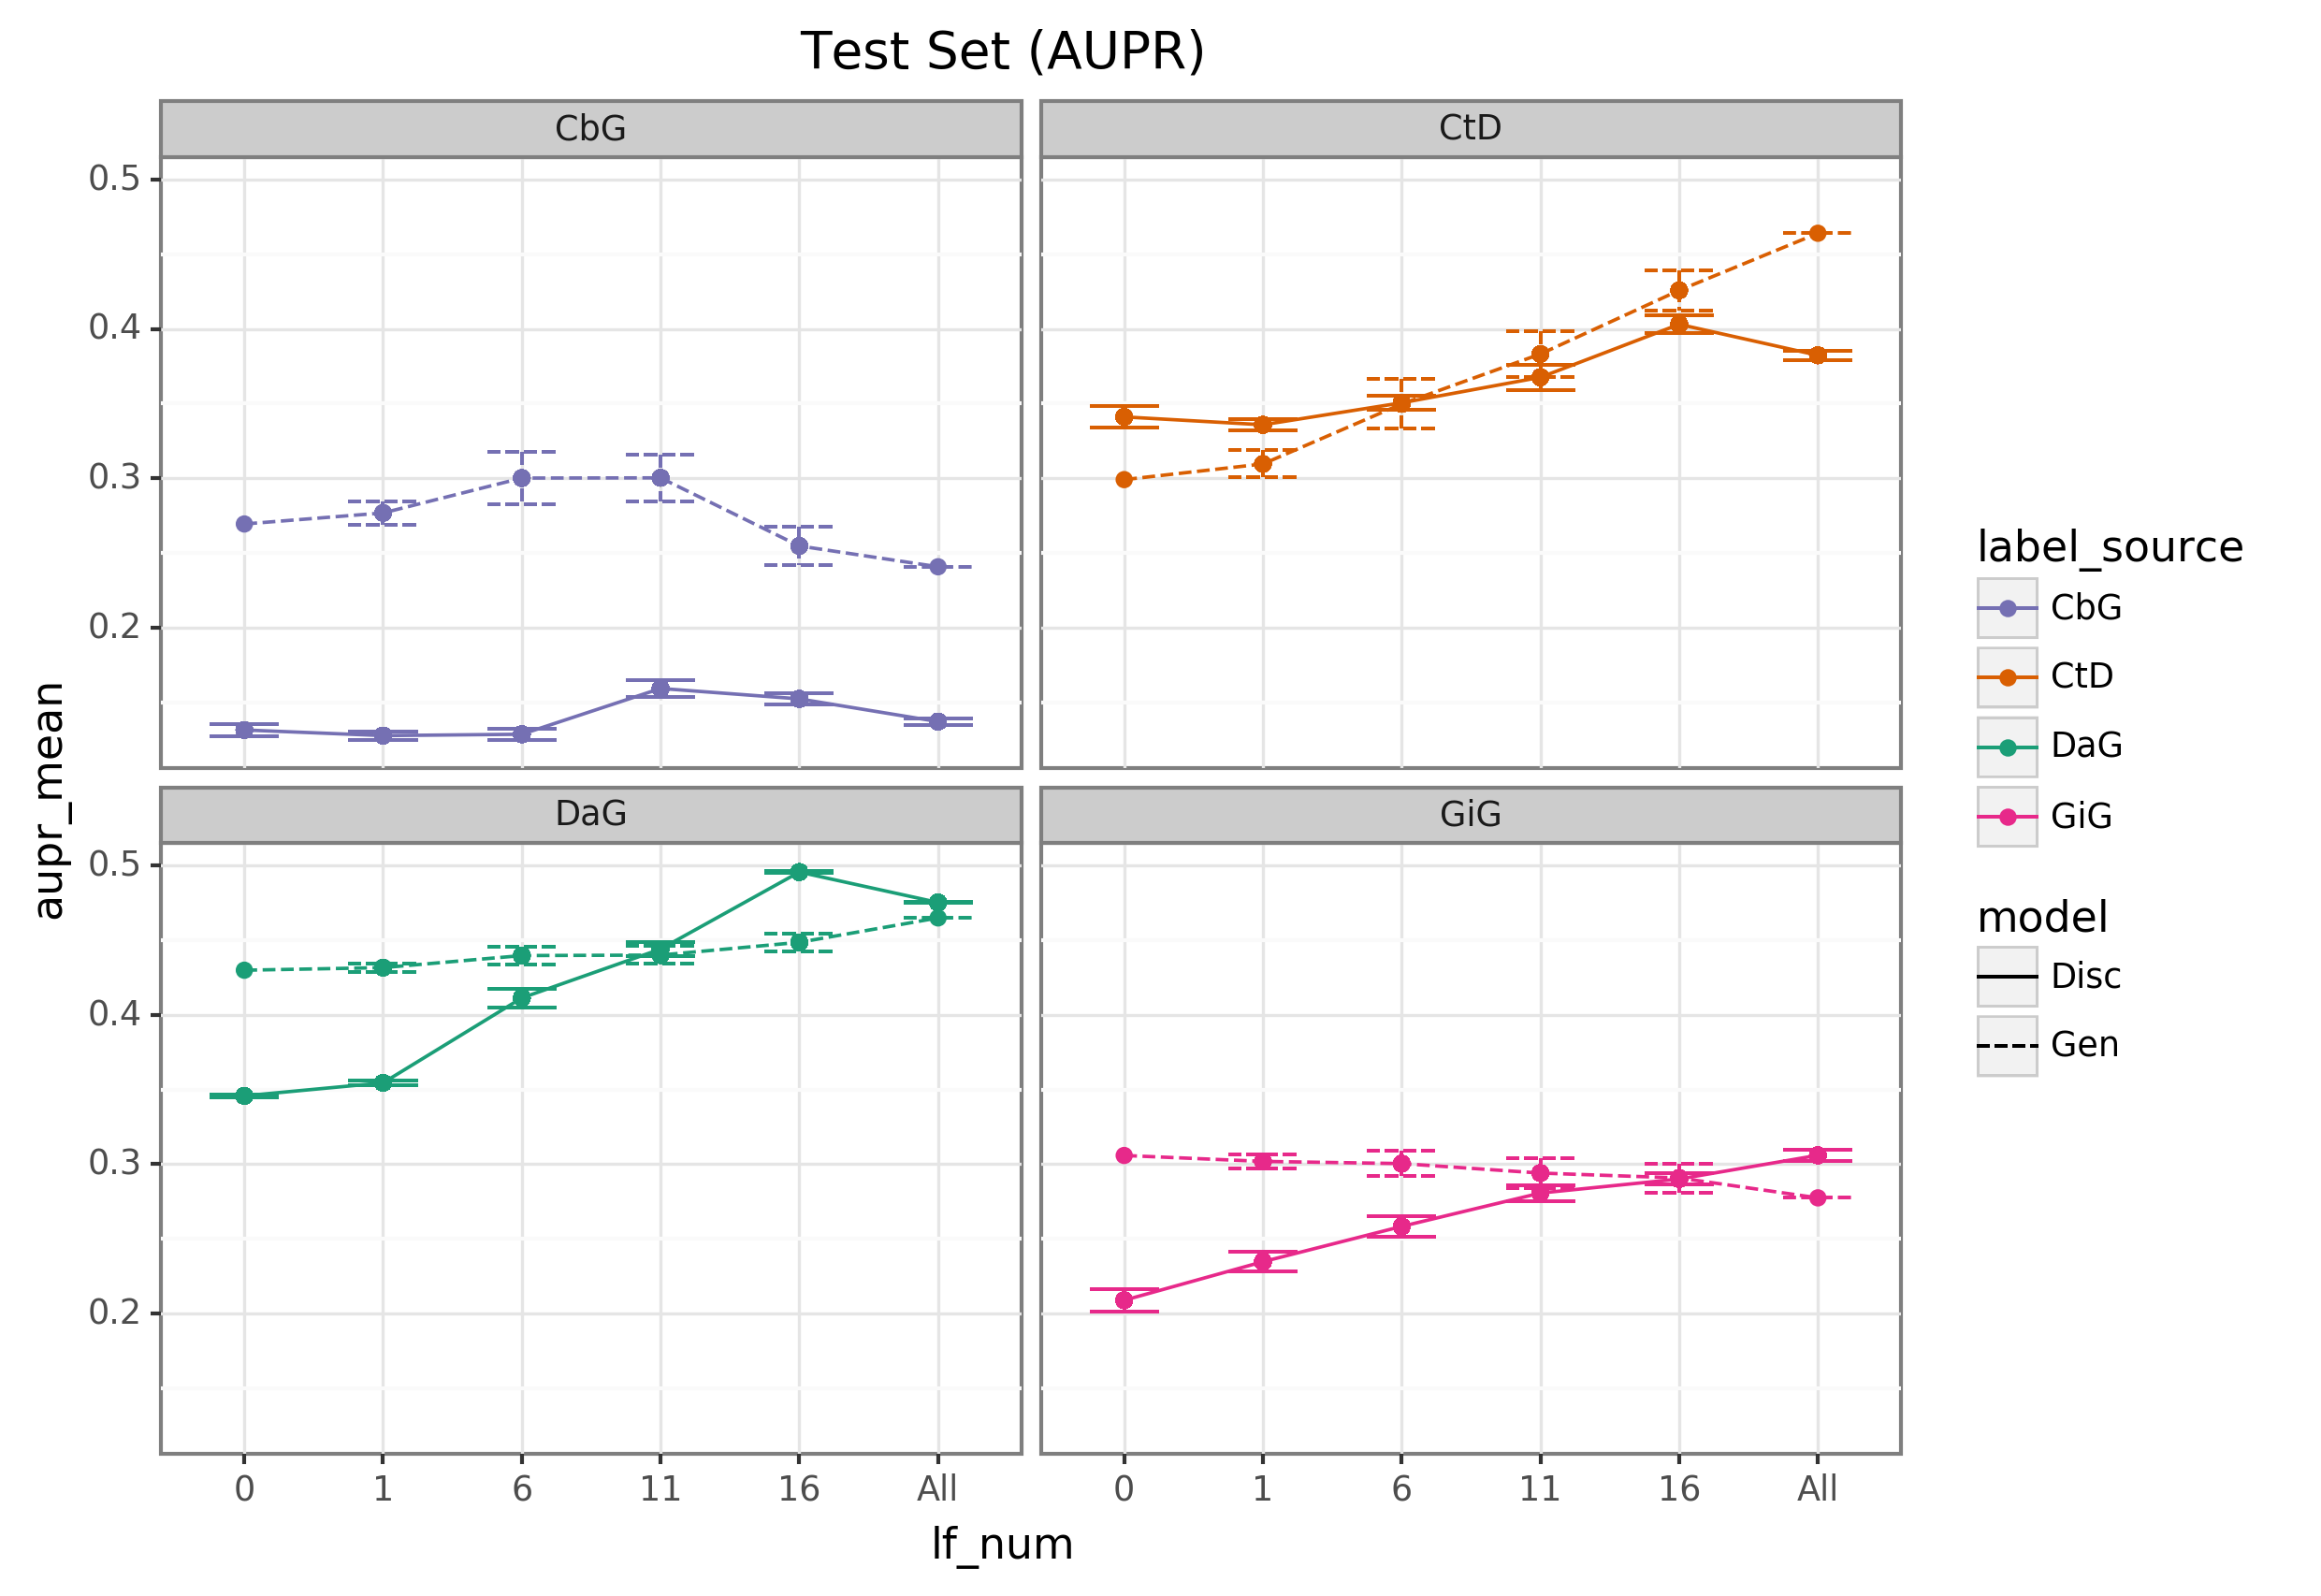 Test Set (AUPR)
CbG
CtD
0.5
0.4
0.3
0.2
DaG
GiG
0.5
0.4
0.3
0.2
0 1 6 11 16 All
0 1 6 11 16 All
lf_num
aupr_mean
label_source
CbG
CtD
DaG
GiG
model
Disc
Gen